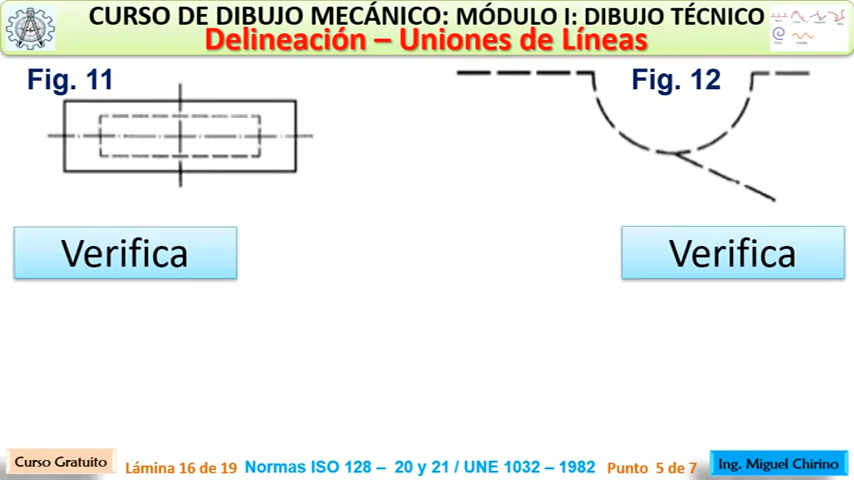 CURSO DE DIBUJO MECÁNICO: MÓDULO I: DIBUJO TÉCNICO
Delineación – Uniones de Líneas
Fig. 11
Fig. 12
Verifica
Verifica
Curso Gratuito
Lámina 16 de 19
Normas ISO 128 – 20 y 21 / UNE 1032 – 1982
Punto 5 de 7
Ing. Miguel Chirino